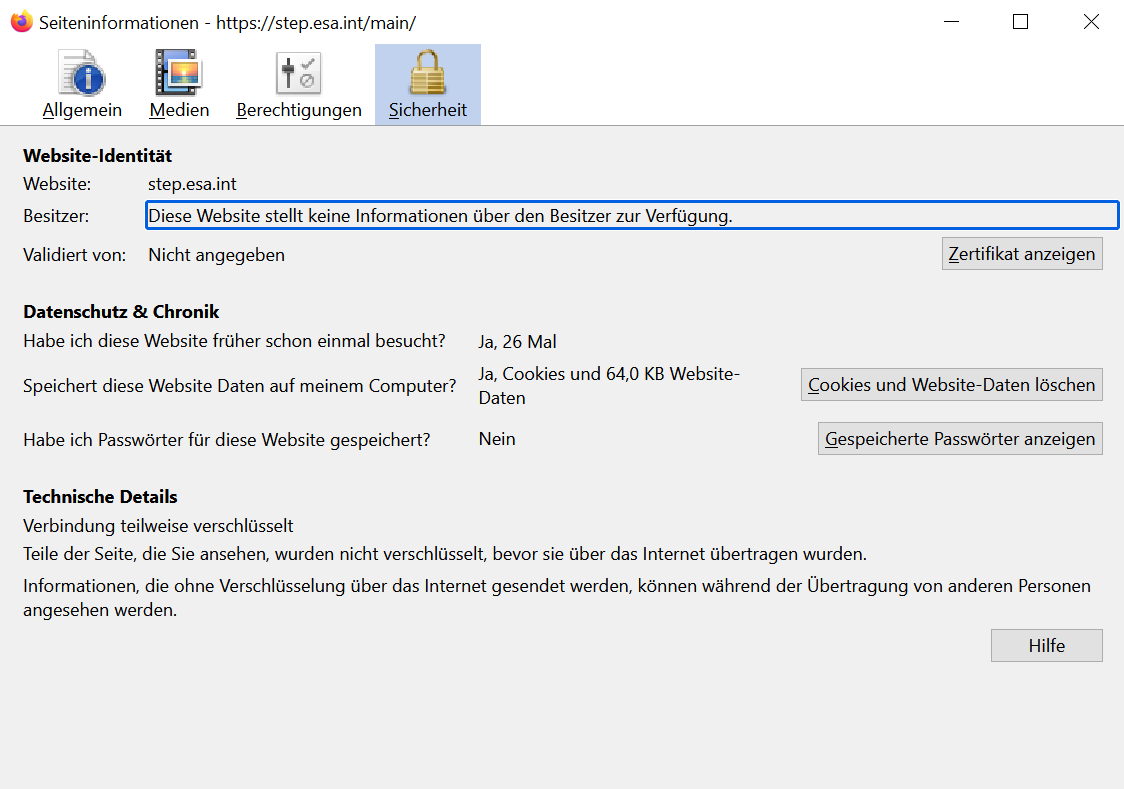 Seiteninformationen - https://step.esa.int/main/
Allgemein Medien Berechtigungen Sicherheit
Website-Identität
Website: step.esa.int
Besitzer: Diese Website stellt keine Informationen über den Besitzer zur Verfügung.
Validiert von: Nicht angegeben Zertifikat anzeigen
Datenschutz & Chronik
Habe ich diese Website früher schon einmal besucht? Ja, 26 Mal
Speichert diese Website Daten auf meinem Computer? Ja, Cookies und 64,0 KB Website-
Daten
Cookies und Website-Daten löschen
Habe ich Passwörter für diese Website gespeichert? Nein Gespeicherte Passwörter anzeigen
Technische Details
Verbindung teilweise verschlüsselt
Teile der Seite, die Sie ansehen, wurden nicht verschlüsselt, bevor sie über das Internet übertragen wurden.
Informationen, die ohne Verschlüsselung über das Internet gesendet werden, können während der Übertragung von anderen Personen
angesehen werden.
Hilfe